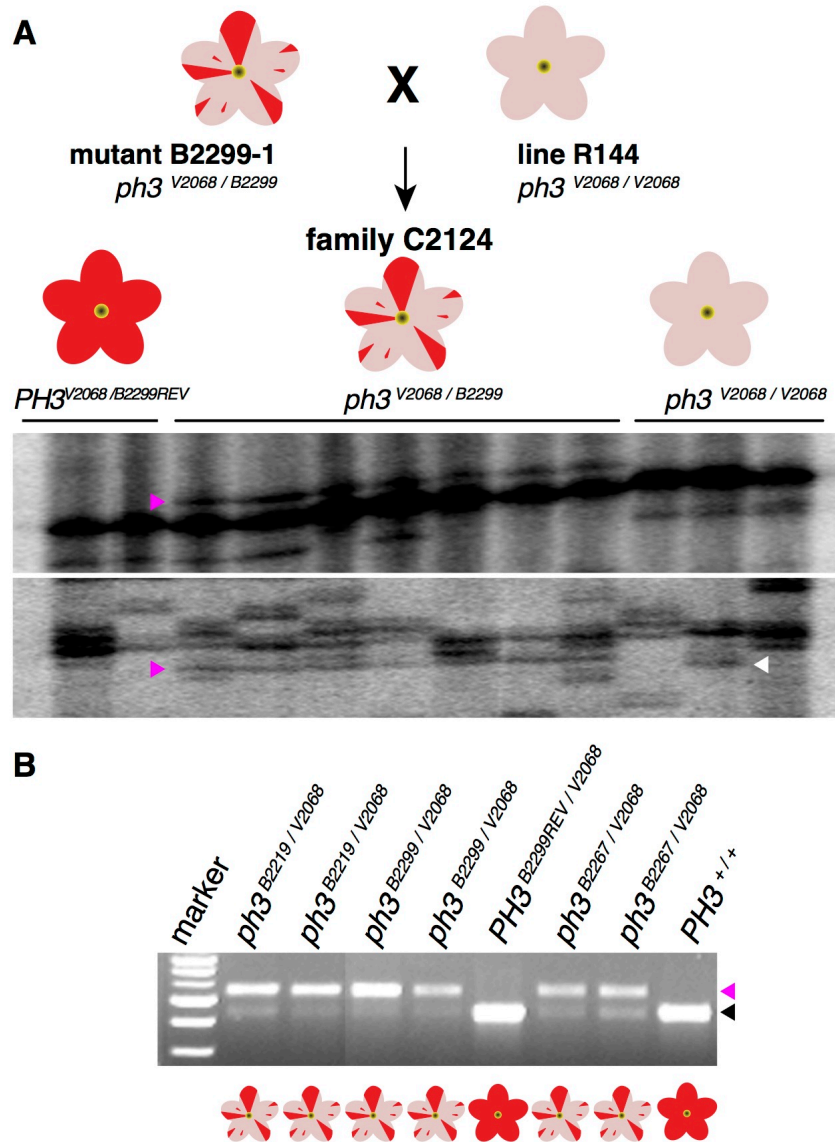 A
X
mutant B2299-1
line R144
ph3 V2068 / B2299
ph3 V2068 / V2068
family C2124
PH3V2068/B2299REV
ph3 V2068 / B2299
ph3 V2068 / V2068
B
marker
ph3 B2219 / V2068
ph3 B2219 / V2068
ph3 B2299 / V2068
ph3 B2299 / V2068
PH3 B2299REV / V2068
ph3 B2267 / V2068
ph3 B2267 / V2068
PH3 + / +